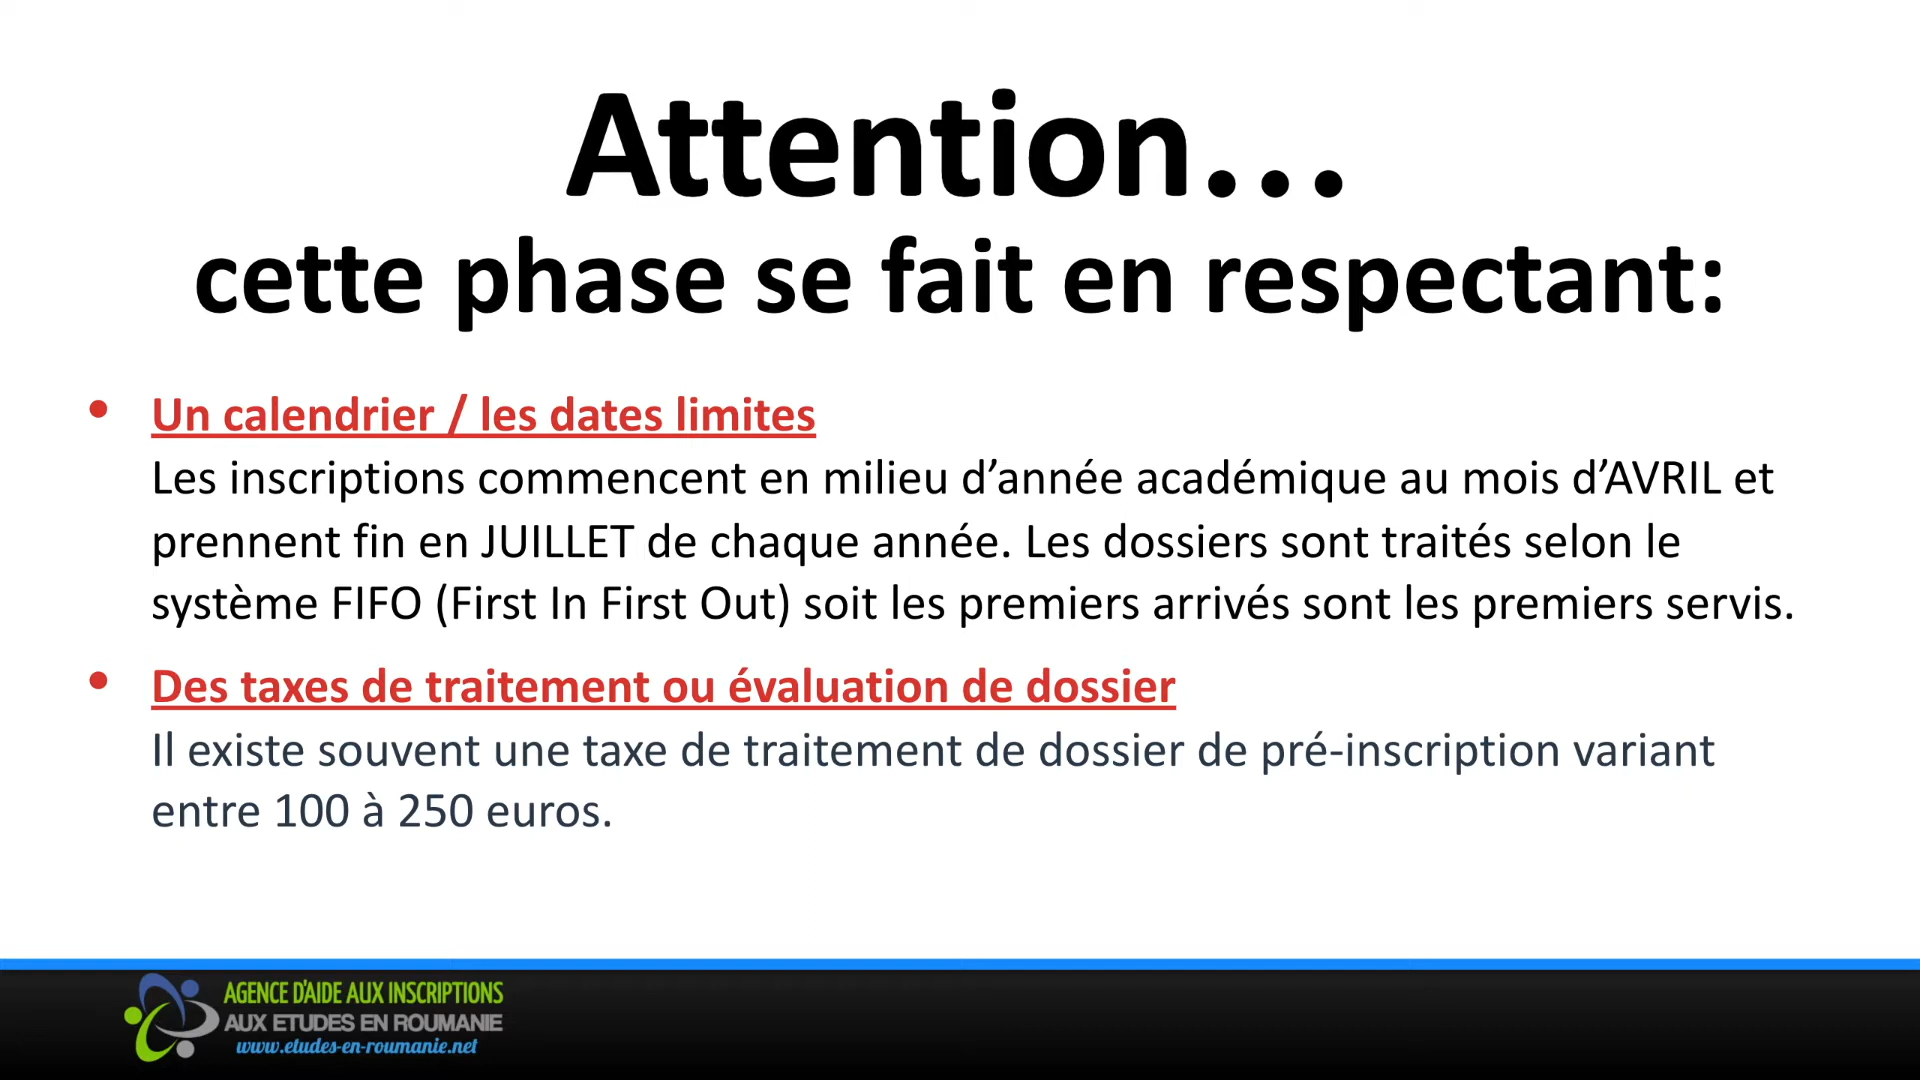 Attention...
cette phase se fait en respectant:
• Un calendrier / les dates limites
Les inscriptions commencent en milieu d’année académique au mois d’AVRIL et
prennent fin en JUILLET de chaque année. Les dossiers sont traités selon le
système FIFO (First In First Out) soit les premiers arrivés sont les premiers servis.
• Des taxes de traitement ou évaluation de dossier
Il existe souvent une taxe de traitement de dossier de pré-inscription variant
entre 100 à 250 euros.
AGENCE D'AIDE AUX INSCRIPTIONS
AUX ETUDES EN ROUMANIE
www.etudes-en-roumanie.net